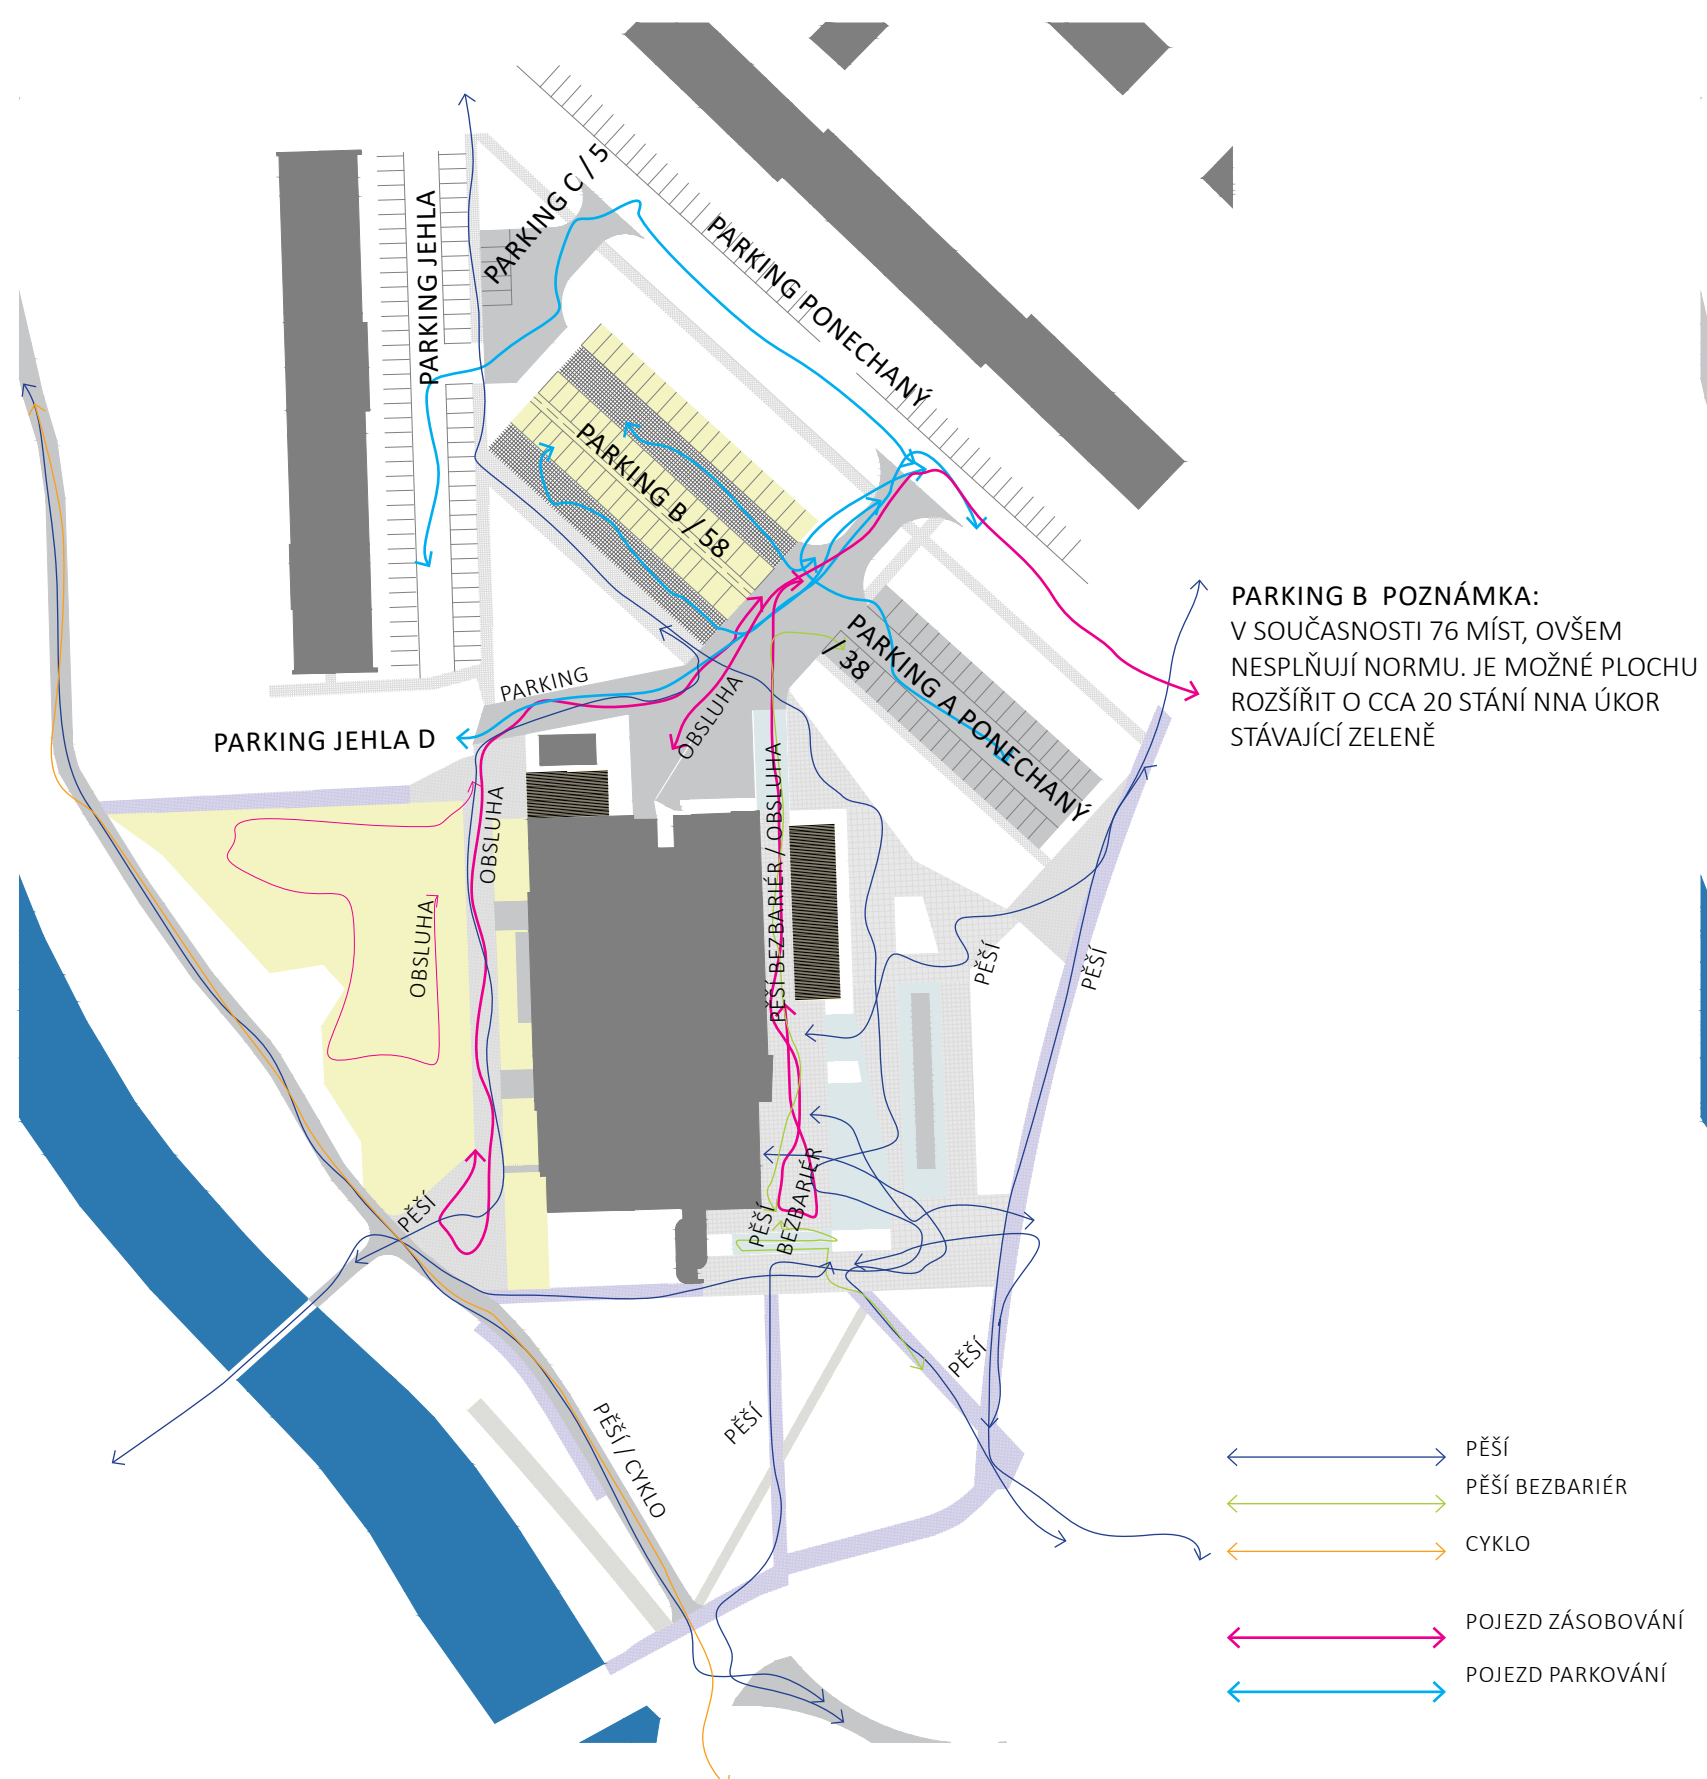 PARKING C / 5
PARKING JEHLA
PARKING PONECHANÝ
PARKING B / 58
PARKING B  POZNÁMKA:
V SOUČASNOSTI 76 MÍST, OVŠEM
NESPLŇUJÍ NORMU. JE MOŽNÉ PLOCHU
ROZŠÍŘIT O CCA 20 STÁNÍ NNA ÚKOR
STÁVAJÍCÍ ZELENĚ
PARKING A PONECHANÝ
/ 38
PARKING
OBSLUHA
PARKING JEHLA D
OBSLUHA
PĚŠÍ BEZBARIÉR / OBSLUHA
OBSLUHA
PĚŠÍ
PĚŠÍ
PĚŠÍ
PĚŠÍ
BEZBARIÉR
PĚŠÍ
PĚŠÍ
PĚŠÍ / CYKLO
PĚŠÍ
PĚŠÍ BEZBARIÉR
CYKLO
POJEZD ZÁSOBOVÁNÍ
POJEZD PARKOVÁNÍ